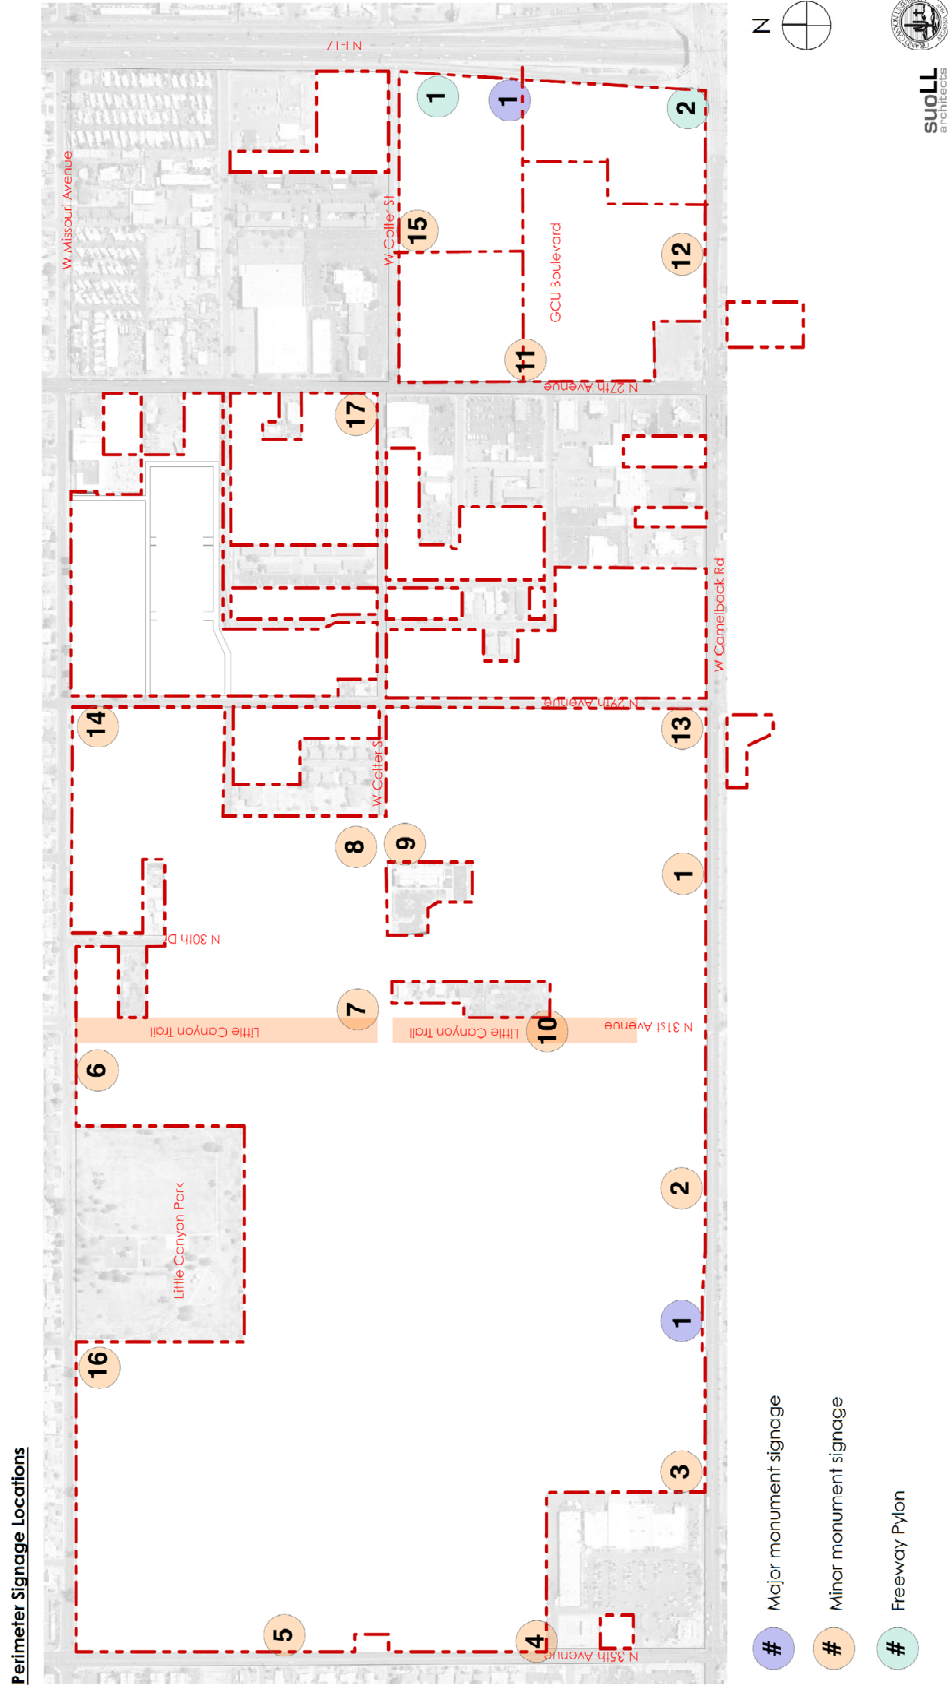 Perimeter Signage Locations
N I-17
W Missouri Avenue
W Colter St
GCU Boulevard
N 27th Avenue
W Camelback Rd
N 29th Avenue
W Colter S
N 30th D
Little Canyon Trail
Little Canyon Trail
N 31st Avenue
Little Canyon Park
N 35th Avenue
1
1
2
15
12
11
17
14
13
8
9
1
7
10
6
2
1
16
3
5
4
N
# Major monument signage
# Minor monument signage
# Freeway Pylon
suoLL
architects